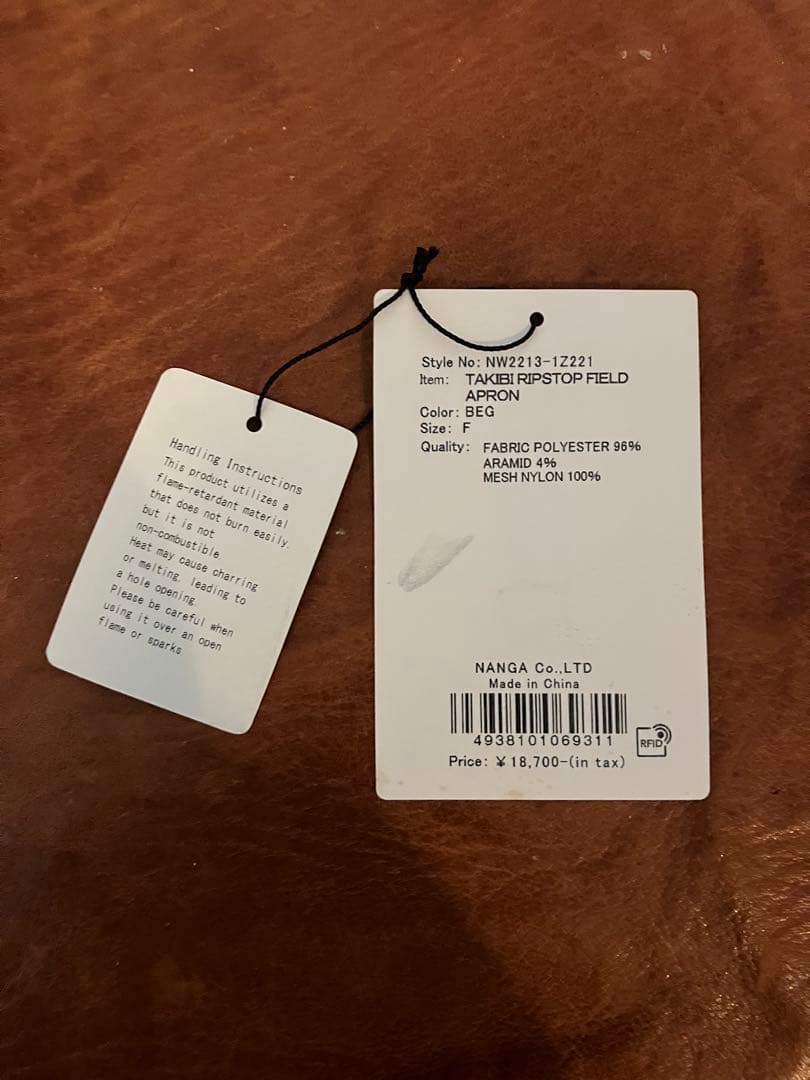 Handling Instructions
This product utilizes a
flame-retardant material
that does not burn easily.
but it is not
non-combustible.
Heat may cause charring
or melting, leading to
a hole opening.
Please be careful when
using it over an open
flame or sparks
Style No: NW2213-1Z221
Item: TAKIBI RIPSTOP FIELD
APRON
Color: BEG
Size: F
Quality: FABRIC POLYESTER 96%
ARAMID 4%
MESH NYLON 100%
NANGA Co.,LTD
Made in China
4938101069311
RFID
Price: ¥18,700-(in tax)